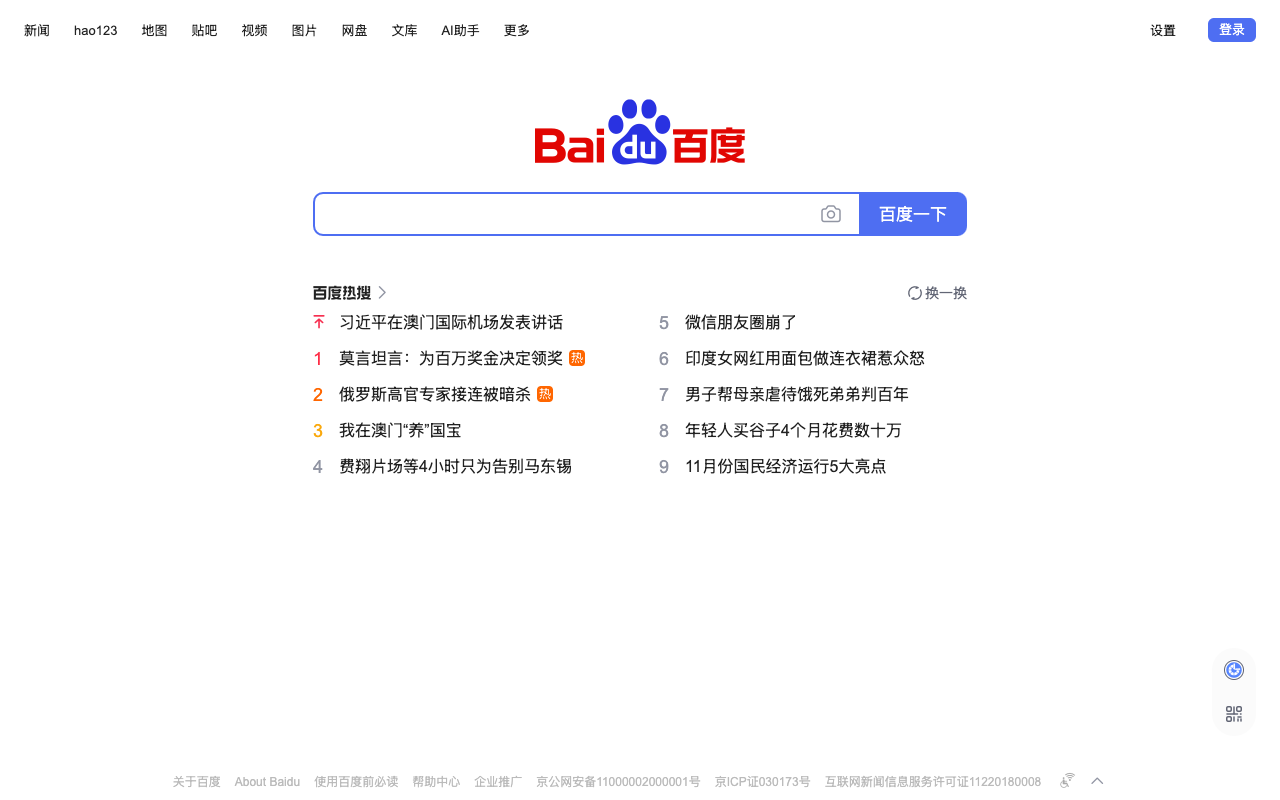 新闻 hao123 地图 贴吧 视频 图片 网盘 文库 AI助手 更多 设置 登录
Bai du 百度
百度一下
百度热搜 换一换
习近平在澳门国际机场发表讲话
1 莫言坦言：为百万奖金决定领奖 热
2 俄罗斯高官专家接连被暗杀 热
3 我在澳门“养”国宝
4 费翔片场等4小时只为告别马东锡
5 微信朋友圈崩了
6 印度女网红用面包做连衣裙惹众怒
7 男子帮母亲虐待饿死弟弟判百年
8 年轻人买谷子4个月花费数十万
9 11月份国民经济运行5大亮点
关于百度 About Baidu 使用百度前必读 帮助中心 企业推广 京公网安备11000002000001号 京ICP证030173号 互联网新闻信息服务许可证11220180008